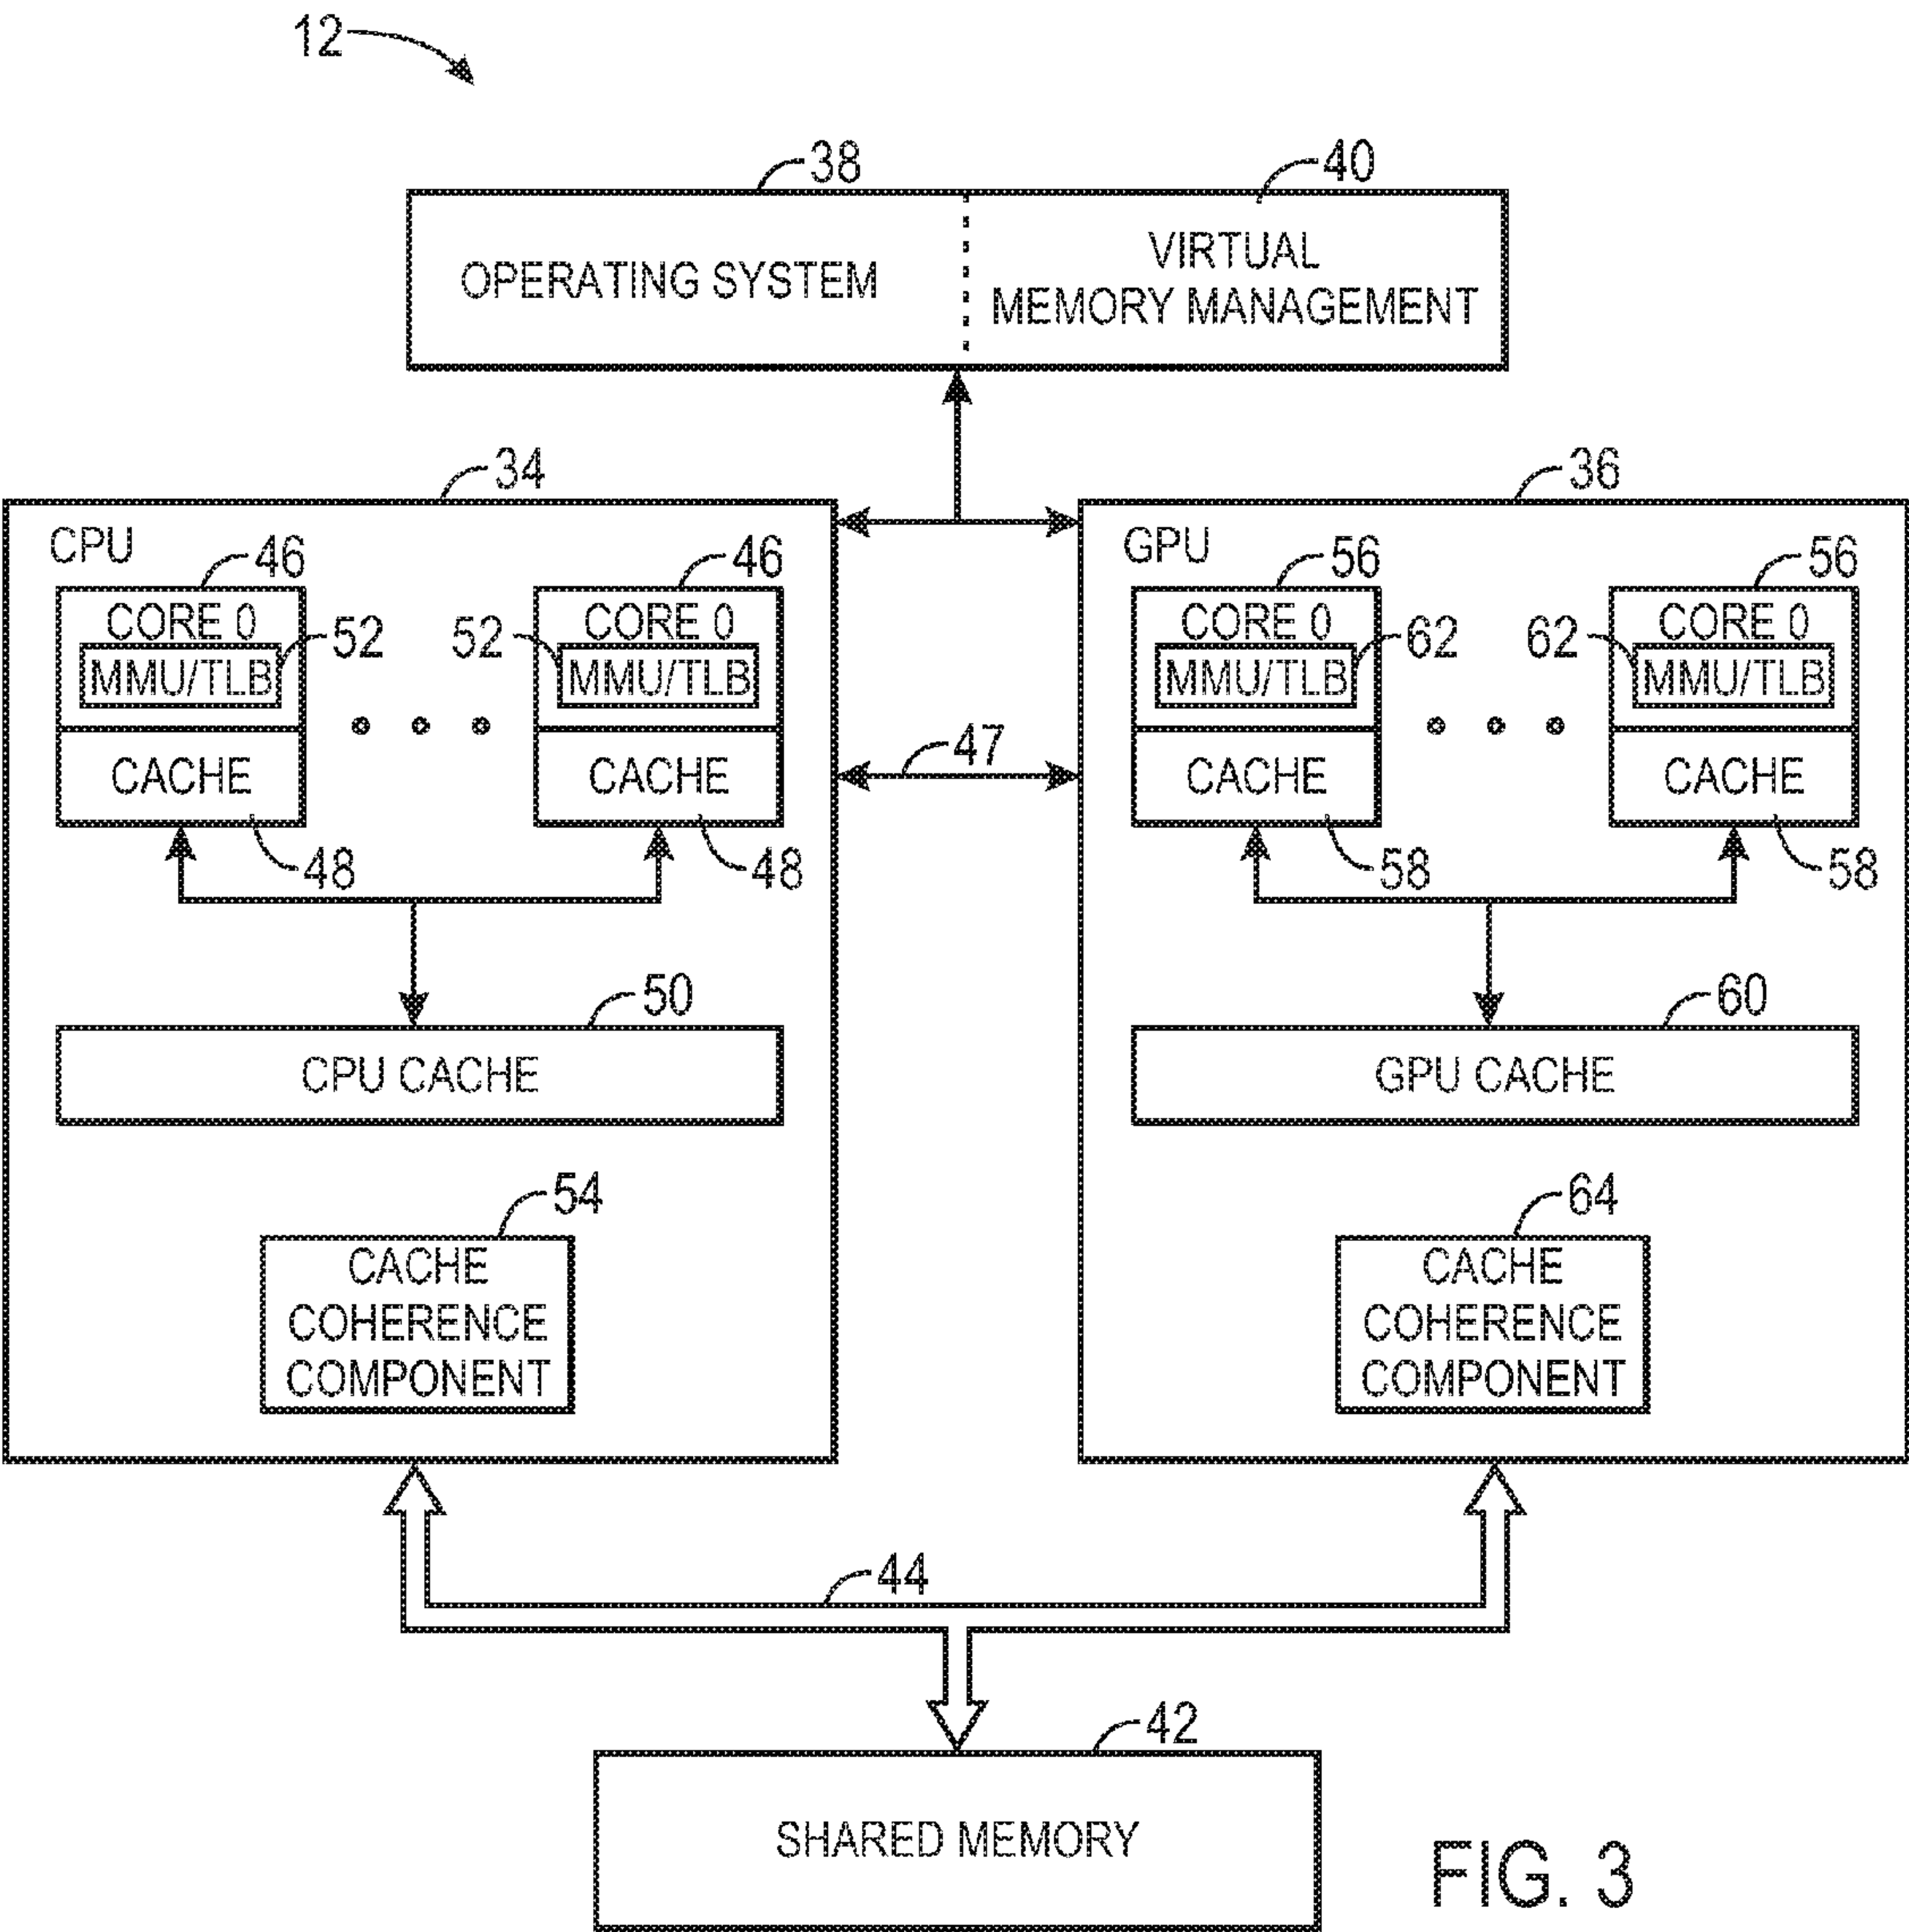 12
38
40
OPERATING SYSTEM
VIRTUAL
MEMORY MANAGEMENT
34
36
CPU
46
46
CORE 0
52
52
CORE 0
MMU/TLB
MMU/TLB
CACHE
CACHE
48
48
47
GPU
56
56
CORE 0
62
62
CORE 0
MMU/TLB
MMU/TLB
CACHE
CACHE
58
58
50
CPU CACHE
60
GPU CACHE
54
CACHE
COHERENCE
COMPONENT
64
CACHE
COHERENCE
COMPONENT
44
42
SHARED MEMORY
FIG. 3